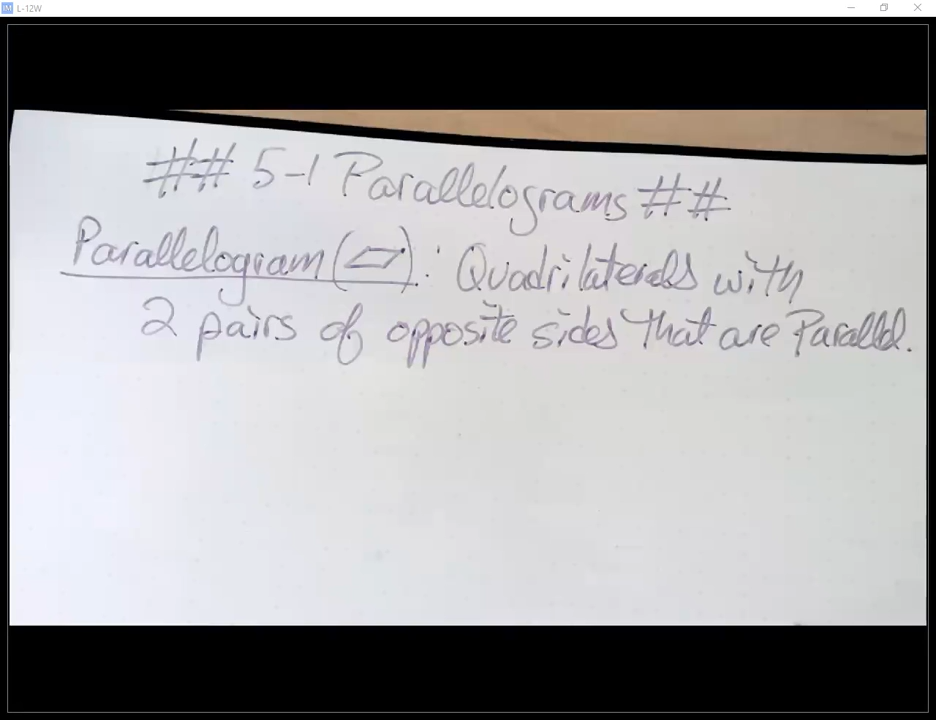 L-12W
## 5-1 Parallelograms ##
Parallelogram (▱): Quadrilaterals with
2 pairs of opposite sides that are Parallel.